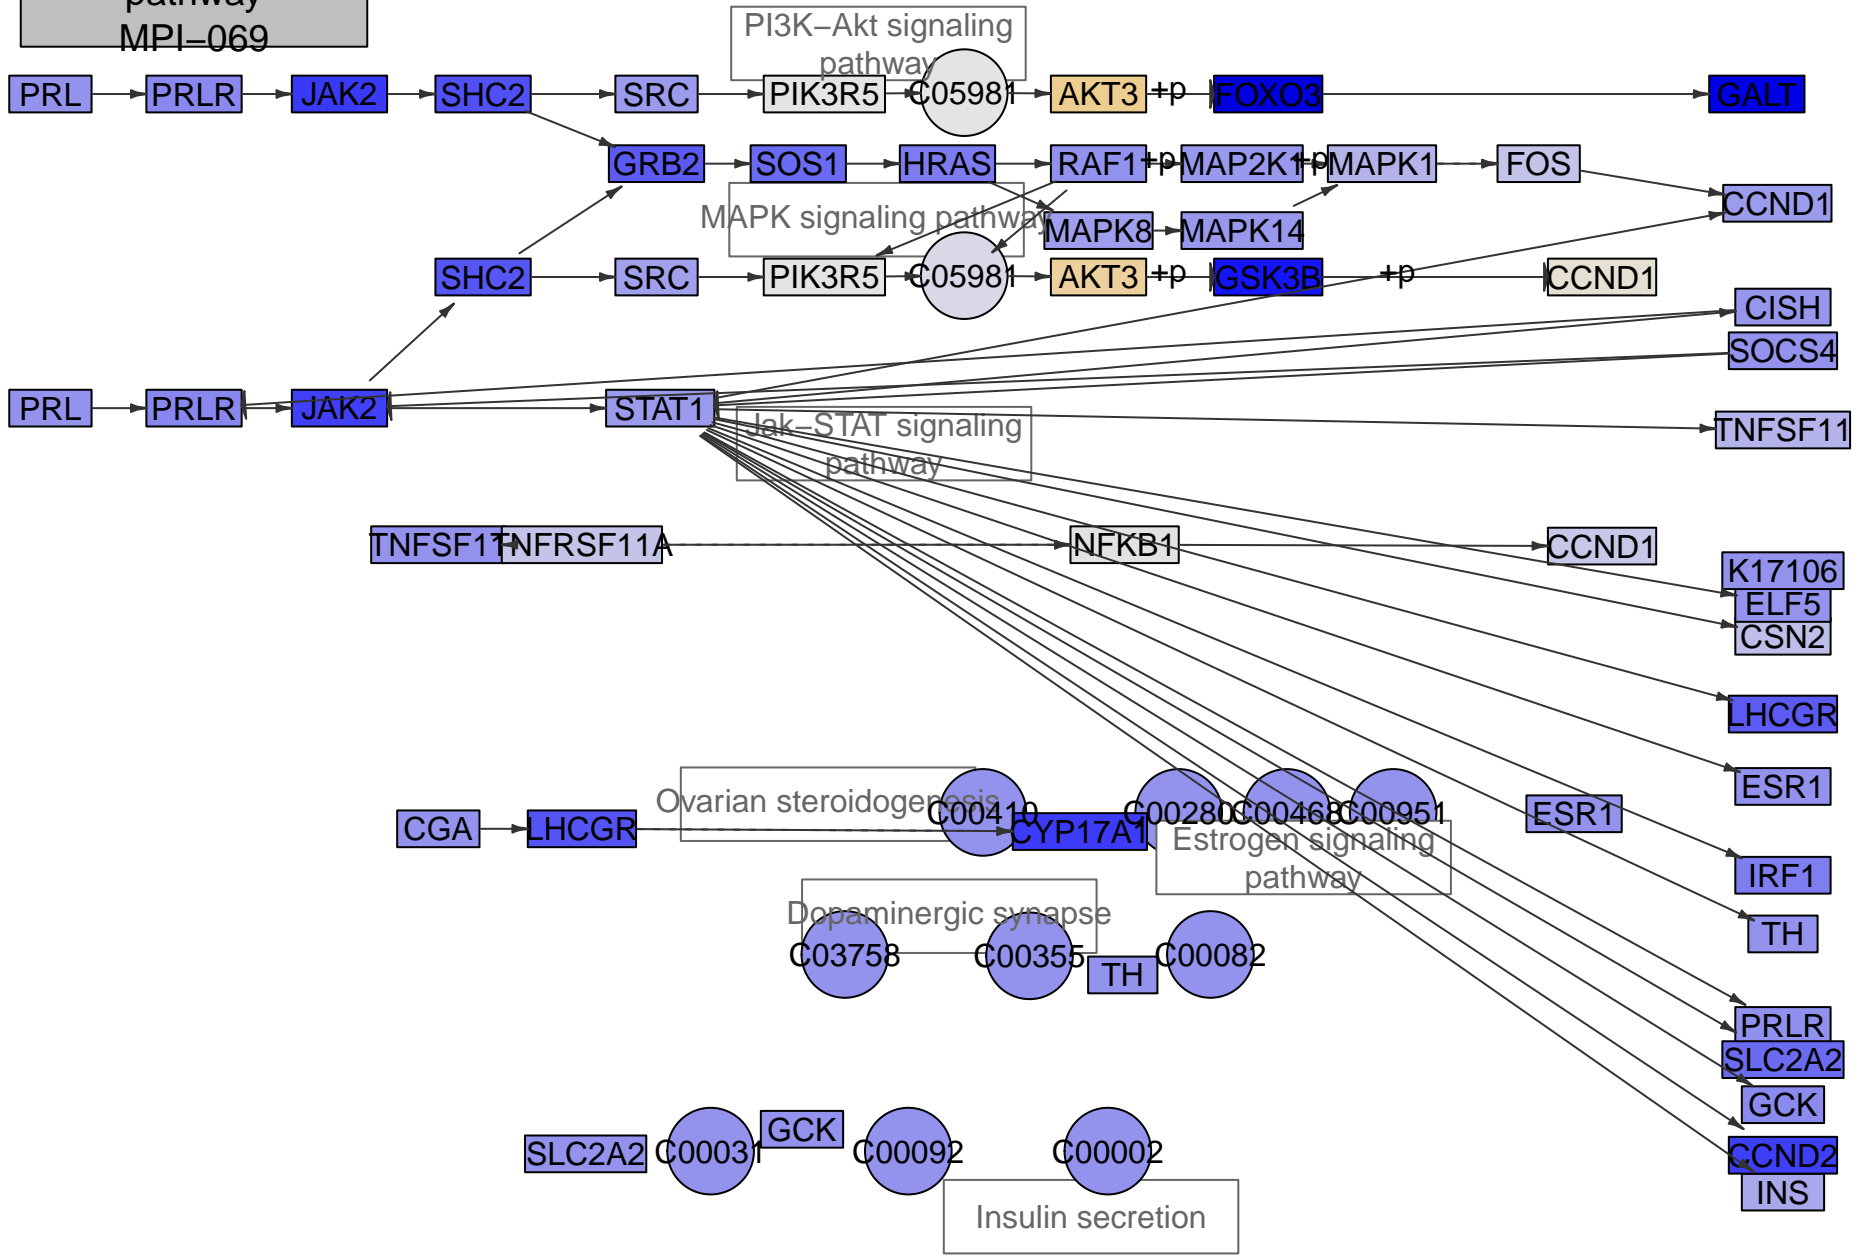 pathway
MPI–069
PI3K–Akt signaling
pathway
PRL
PRLR
JAK2
SHC2
SRC
PIK3R5
C05981
AKT3
+p
FOXO3
GALT
GRB2
SOS1
HRAS
RAF1
+p
MAP2K1
+p
MAPK1
FOS
CCND1
MAPK signaling pathway
MAPK8
MAPK14
SHC2
SRC
PIK3R5
C05981
AKT3
+p
GSK3B
+p
CCND1
CISH
SOCS4
PRL
PRLR
JAK2
STAT1
Jak–STAT signaling
pathway
TNFSF11
TNFSF11
TNFRSF11A
NFKB1
CCND1
K17106
ELF5
CSN2
LHCGR
ESR1
CGA
LHCGR
Ovarian steroidogenesis
C00410
CYP17A1
C00280
C00468
C00951
ESR1
Estrogen signaling
pathway
IRF1
Dopaminergic synapse
C03758
C00355
TH
C00082
TH
PRLR
SLC2A2
GCK
SLC2A2
C00031
GCK
C00092
C00002
CCND2
INS
Insulin secretion